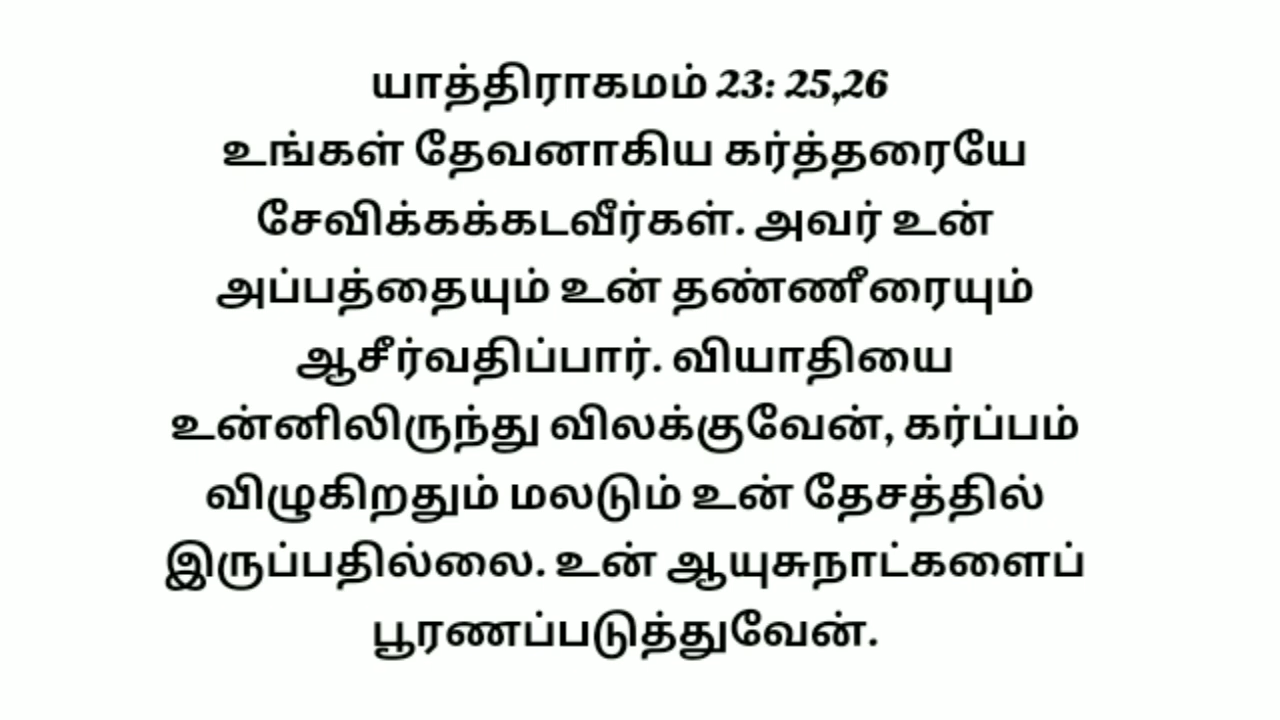 யாத்திராகமம் 23: 25,26
உங்கள் தேவனாகிய கர்த்தரையே
சேவிக்கக்கடவீர்கள். அவர் உன்
அப்பத்தையும் உன் தண்ணீரையும்
ஆசீர்வதிப்பார். வியாதியை
உன்னிலிருந்து விலக்குவேன், கர்ப்பம்
விழுகிறதும் மலடும் உன் தேசத்தில்
இருப்பதில்லை. உன் ஆயுசுநாட்களைப்
பூரணப்படுத்துவேன்.